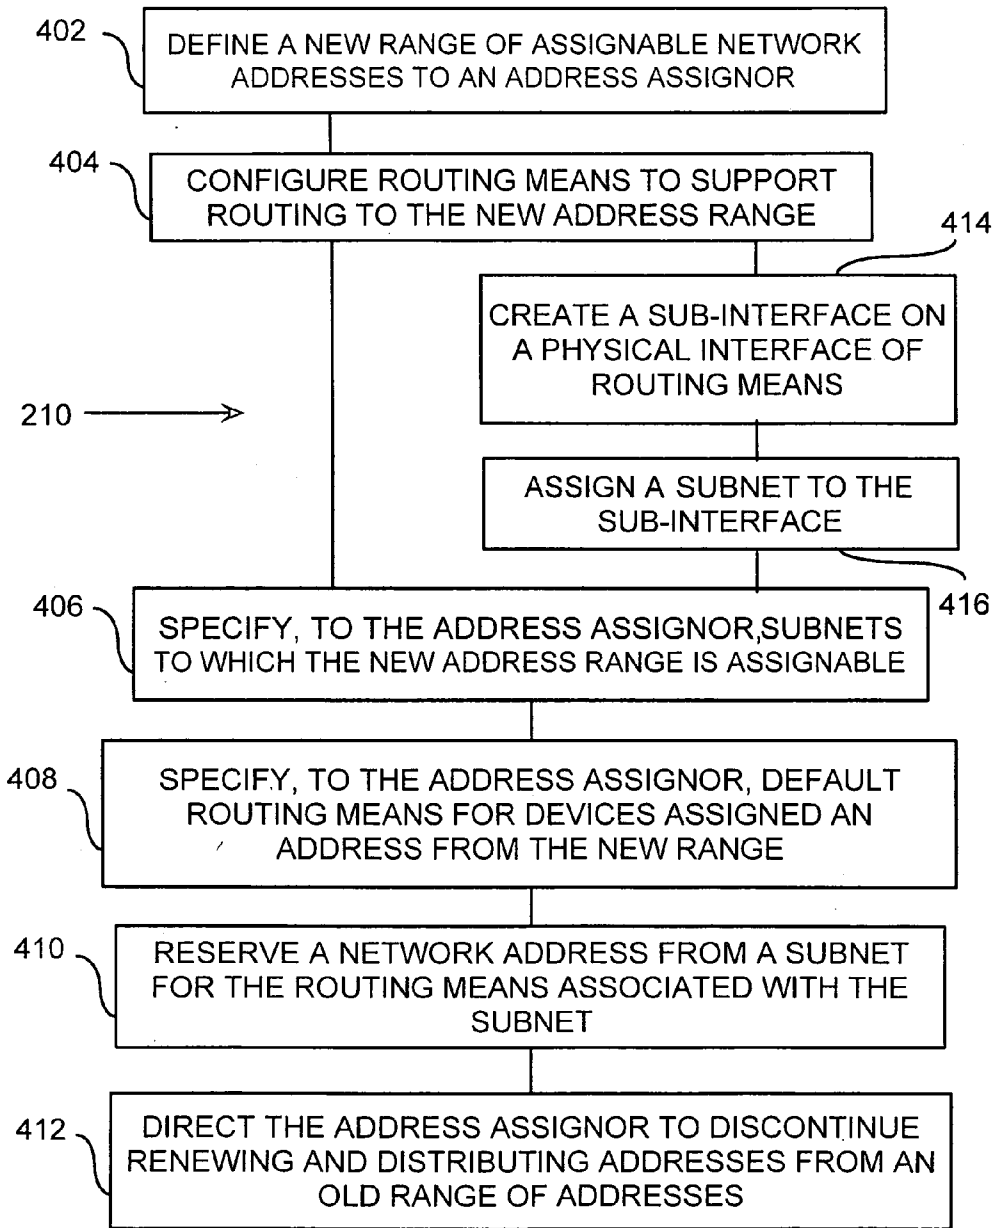 402
DEFINE A NEW RANGE OF ASSIGNABLE NETWORK
ADDRESSES TO AN ADDRESS ASSIGNOR
404
CONFIGURE ROUTING MEANS TO SUPPORT
ROUTING TO THE NEW ADDRESS RANGE
414
CREATE A SUB-INTERFACE ON
A PHYSICAL INTERFACE OF
ROUTING MEANS
210
ASSIGN A SUBNET TO THE
SUB-INTERFACE
416
406
SPECIFY, TO THE ADDRESS ASSIGNOR,SUBNETS
TO WHICH THE NEW ADDRESS RANGE IS ASSIGNABLE
408
SPECIFY, TO THE ADDRESS ASSIGNOR, DEFAULT
ROUTING MEANS FOR DEVICES ASSIGNED AN
ADDRESS FROM THE NEW RANGE
410
RESERVE A NETWORK ADDRESS FROM A SUBNET
FOR THE ROUTING MEANS ASSOCIATED WITH THE
SUBNET
412
DIRECT THE ADDRESS ASSIGNOR TO DISCONTINUE
RENEWING AND DISTRIBUTING ADDRESSES FROM AN
OLD RANGE OF ADDRESSES